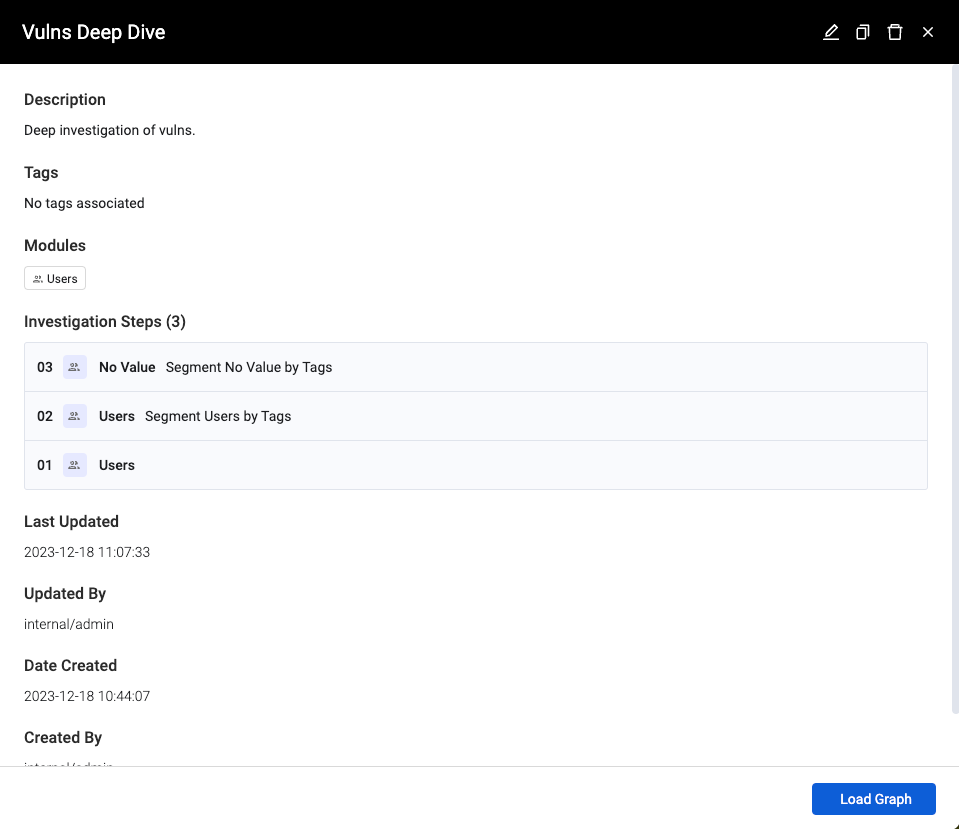 Vulns Deep Dive
Description
Deep investigation of vulns.
Tags
No tags associated
Modules
Users
Investigation Steps (3)
03 No Value Segment No Value by Tags
02 Users Segment Users by Tags
01 Users
Last Updated
2023-12-18 11:07:33
Updated By
internal/admin
Date Created
2023-12-18 10:44:07
Created By
internal/admin
Load Graph